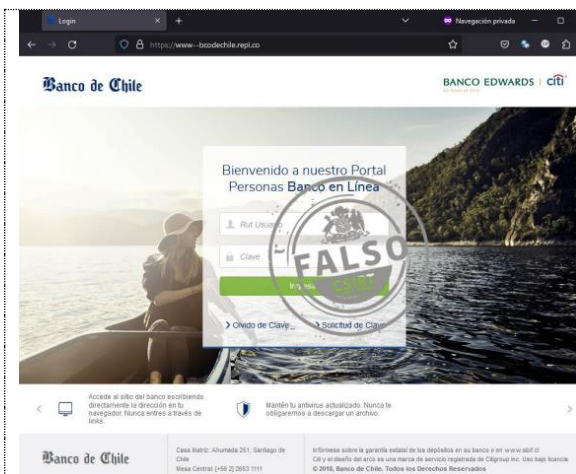 Login
Navegación privada
https://www--bcodechile.repl.co
Banco de Chile
BANCO EDWARDS | citi
Bienvenido a nuestro Portal
Personas Banco en Línea
Rut Usuario
Clave
FALSO
CSIRT
> Olvido de Clave
> Solicitud de Clave
Accede al sitio del banco escribiendo
directamente la dirección en tu
navegador. Nunca entres a través de
links.
Mantén tu antivirus actualizado. Nunca te
obligaremos a descargar un archivo.
Banco de Chile
Casa Matriz: Ahumada 251, Santiago de
Chile
Mesa Central: (+56 2) 2653 1111
Infórmese sobre la garantía estatal de los depósitos en su banco o en www.sbif.cl
Citi y el diseño del arco es una marca de servicio registrada de Citigroup Inc. Uso bajo licencia.
© 2018, Banco de Chile. Todos los Derechos Reservados